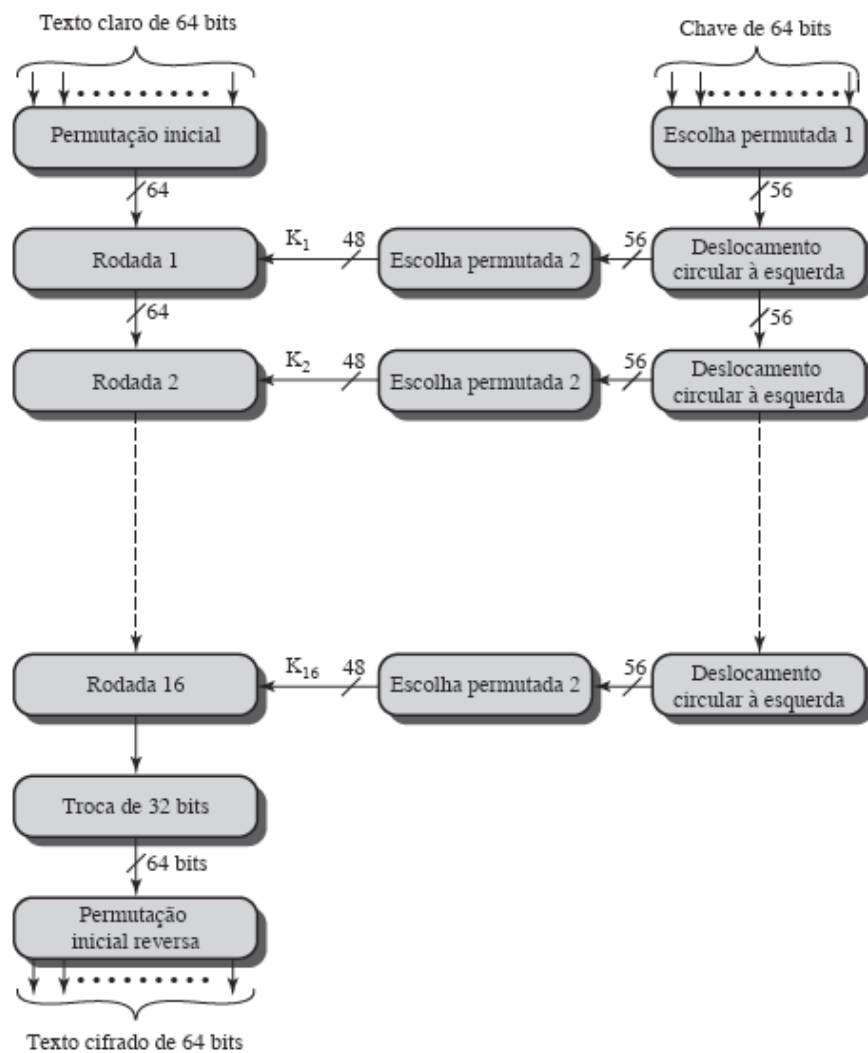 Texto claro de 64 bits
Chave de 64 bits
Permutação inicial
Escolha permutada 1
64
56
Rodada 1
K1
48
Escolha permutada 2
56
Deslocamento
circular à esquerda
64
56
Rodada 2
K2
48
Escolha permutada 2
56
Deslocamento
circular à esquerda
Rodada 16
K16
48
Escolha permutada 2
56
Deslocamento
circular à esquerda
Troca de 32 bits
64 bits
Permutação
inicial reversa
Texto cifrado de 64 bits